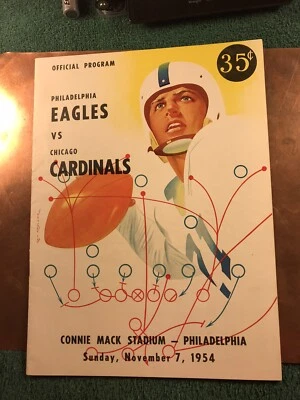 OFFICIAL PROGRAM
35¢
PHILADELPHIA
EAGLES
VS
CHICAGO
CARDINALS
CONNIE MACK STADIUM — PHILADELPHIA
Sunday, November 7, 1954